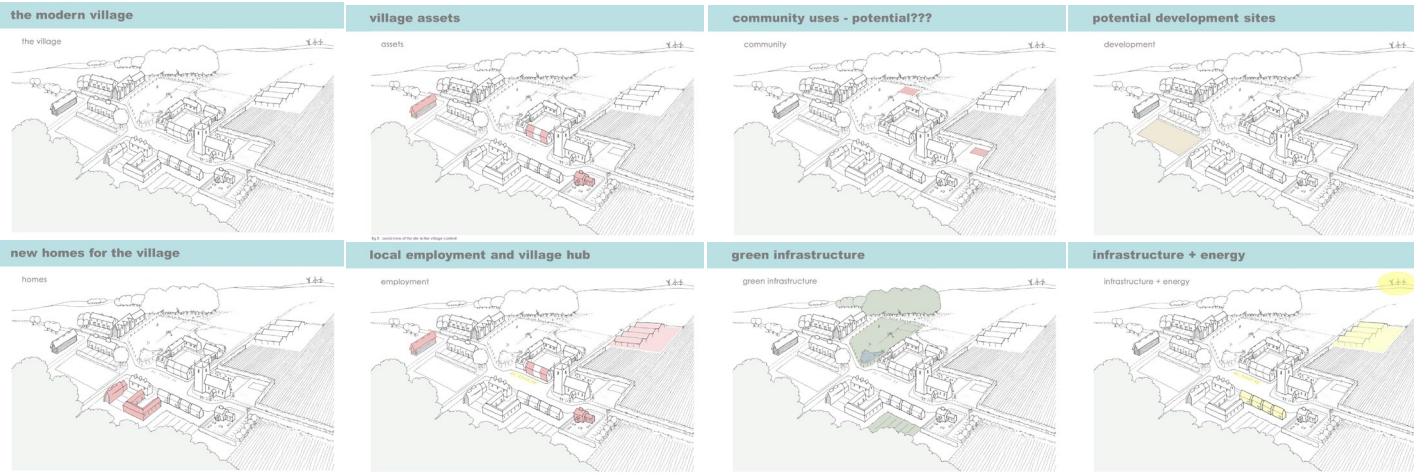 the modern village
the village
village assets
assets
community uses - potential???
community
potential development sites
development
new homes for the village
homes
local employment and village hub
employment
green infrastructure
green infrastructure
infrastructure + energy
infrastructure + energy